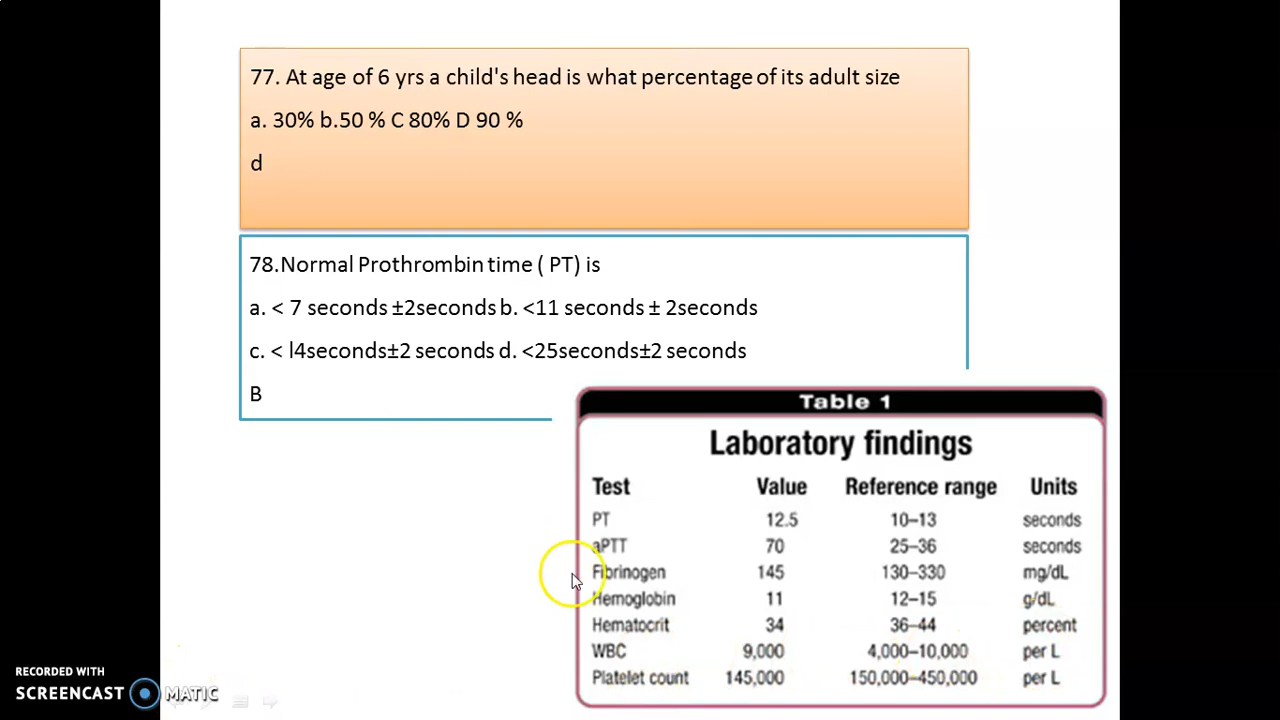 77. At age of 6 yrs a child's head is what percentage of its adult size
a. 30% b.50 % C 80% D 90 %
d
78.Normal Prothrombin time ( PT) is
a. < 7 seconds ±2seconds b. <11 seconds ± 2seconds
c. < l4seconds±2 seconds d. <25seconds±2 seconds
B
Table 1
Laboratory findings
Test Value Reference range Units
PT 12.5 10–13 seconds
aPTT 70 25–36 seconds
Fibrinogen 145 130–330 mg/dL
Hemoglobin 11 12–15 g/dL
Hematocrit 34 36–44 percent
WBC 9,000 4,000–10,000 per L
Platelet count 145,000 150,000–450,000 per L
RECORDED WITH
SCREENCAST MATIC